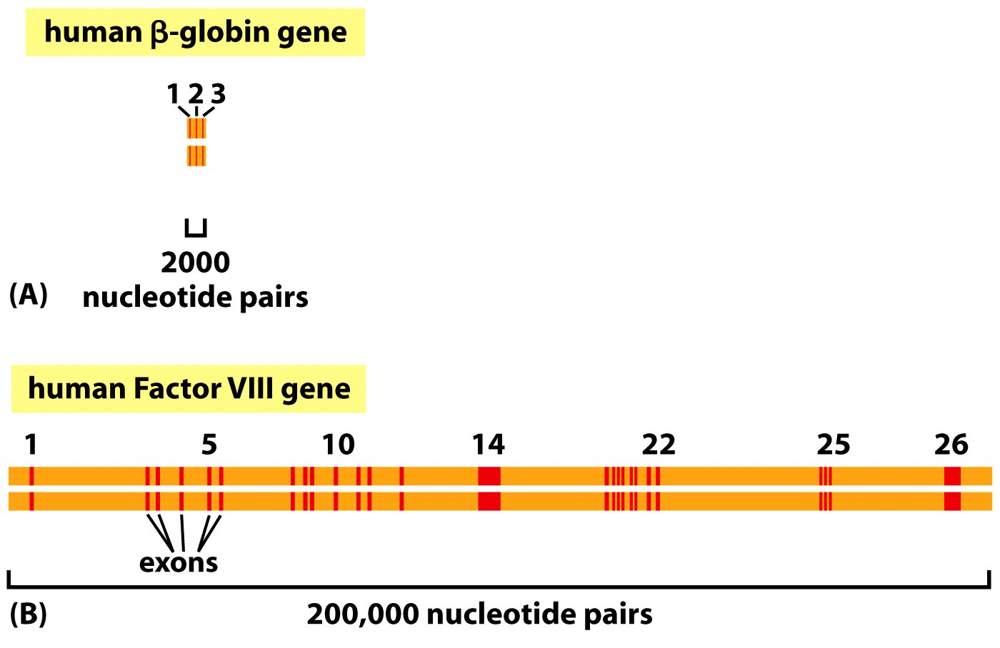 human β-globin gene
1 2 3
2000
nucleotide pairs
(A)
human Factor VIII gene
1 5 10 14 22 25 26
exons
(B) 200,000 nucleotide pairs